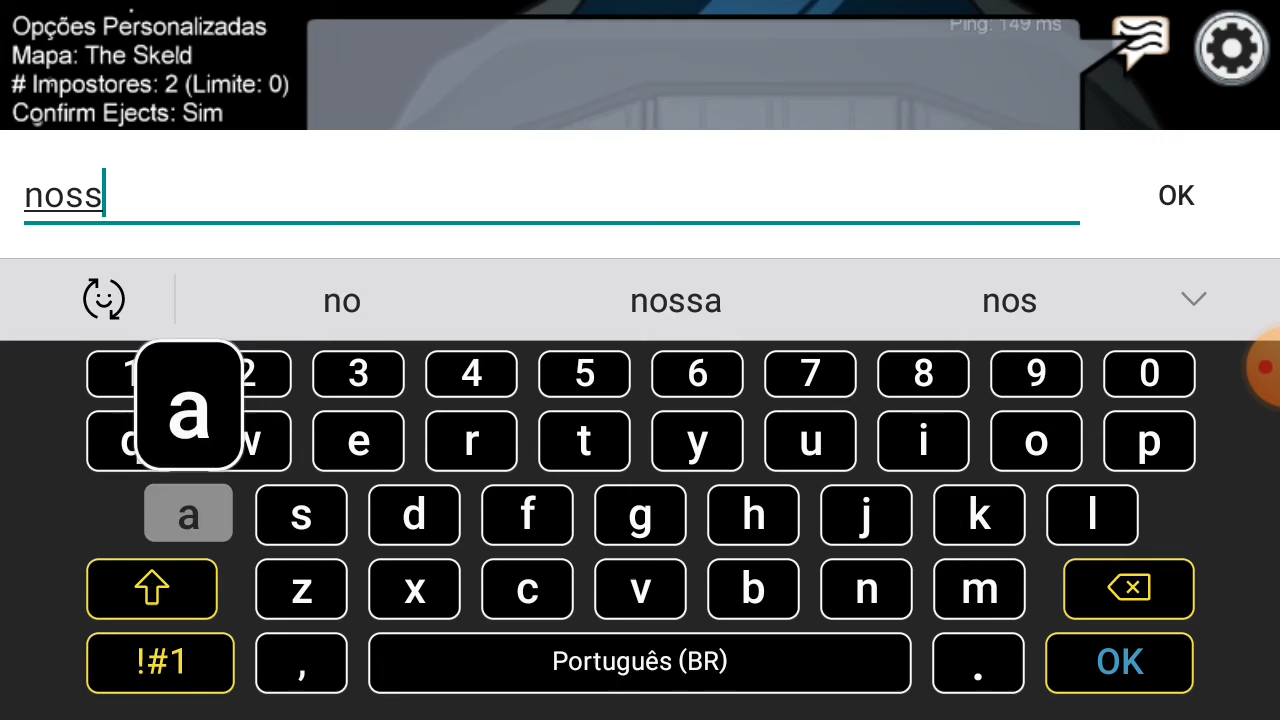 Opções Personalizadas
Mapa: The Skeld
# Impostores: 2 (Limite: 0)
Confirm Ejects: Sim
Ping: 149 ms
noss
OK
no nossa nos
1 2 3 4 5 6 7 8 9 0
a
q w e r t y u i o p
a s d f g h j k l
z x c v b n m
!#1 , Português (BR) . OK